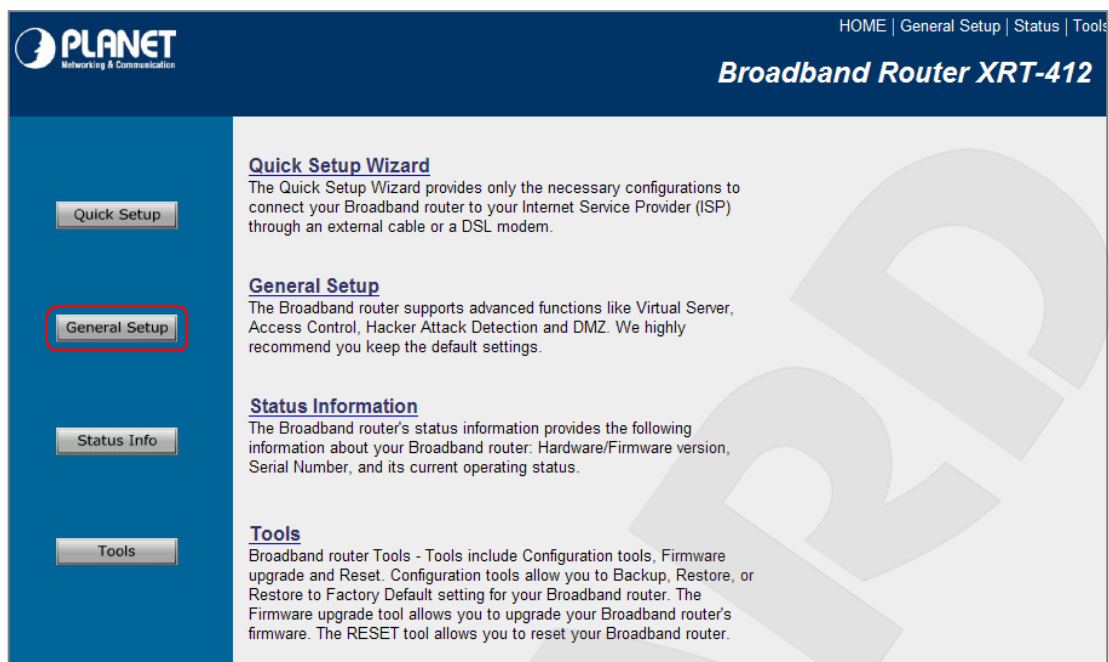 PLANET
Networking & Communication
HOME | General Setup | Status | Tools
Broadband Router XRT-412
Quick Setup
General Setup
Status Info
Tools
Quick Setup Wizard
The Quick Setup Wizard provides only the necessary configurations to
connect your Broadband router to your Internet Service Provider (ISP)
through an external cable or a DSL modem.
General Setup
The Broadband router supports advanced functions like Virtual Server,
Access Control, Hacker Attack Detection and DMZ. We highly
recommend you keep the default settings.
Status Information
The Broadband router's status information provides the following
information about your Broadband router: Hardware/Firmware version,
Serial Number, and its current operating status.
Tools
Broadband router Tools - Tools include Configuration tools, Firmware
upgrade and Reset. Configuration tools allow you to Backup, Restore, or
Restore to Factory Default setting for your Broadband router. The
Firmware upgrade tool allows you to upgrade your Broadband router's
firmware. The RESET tool allows you to reset your Broadband router.